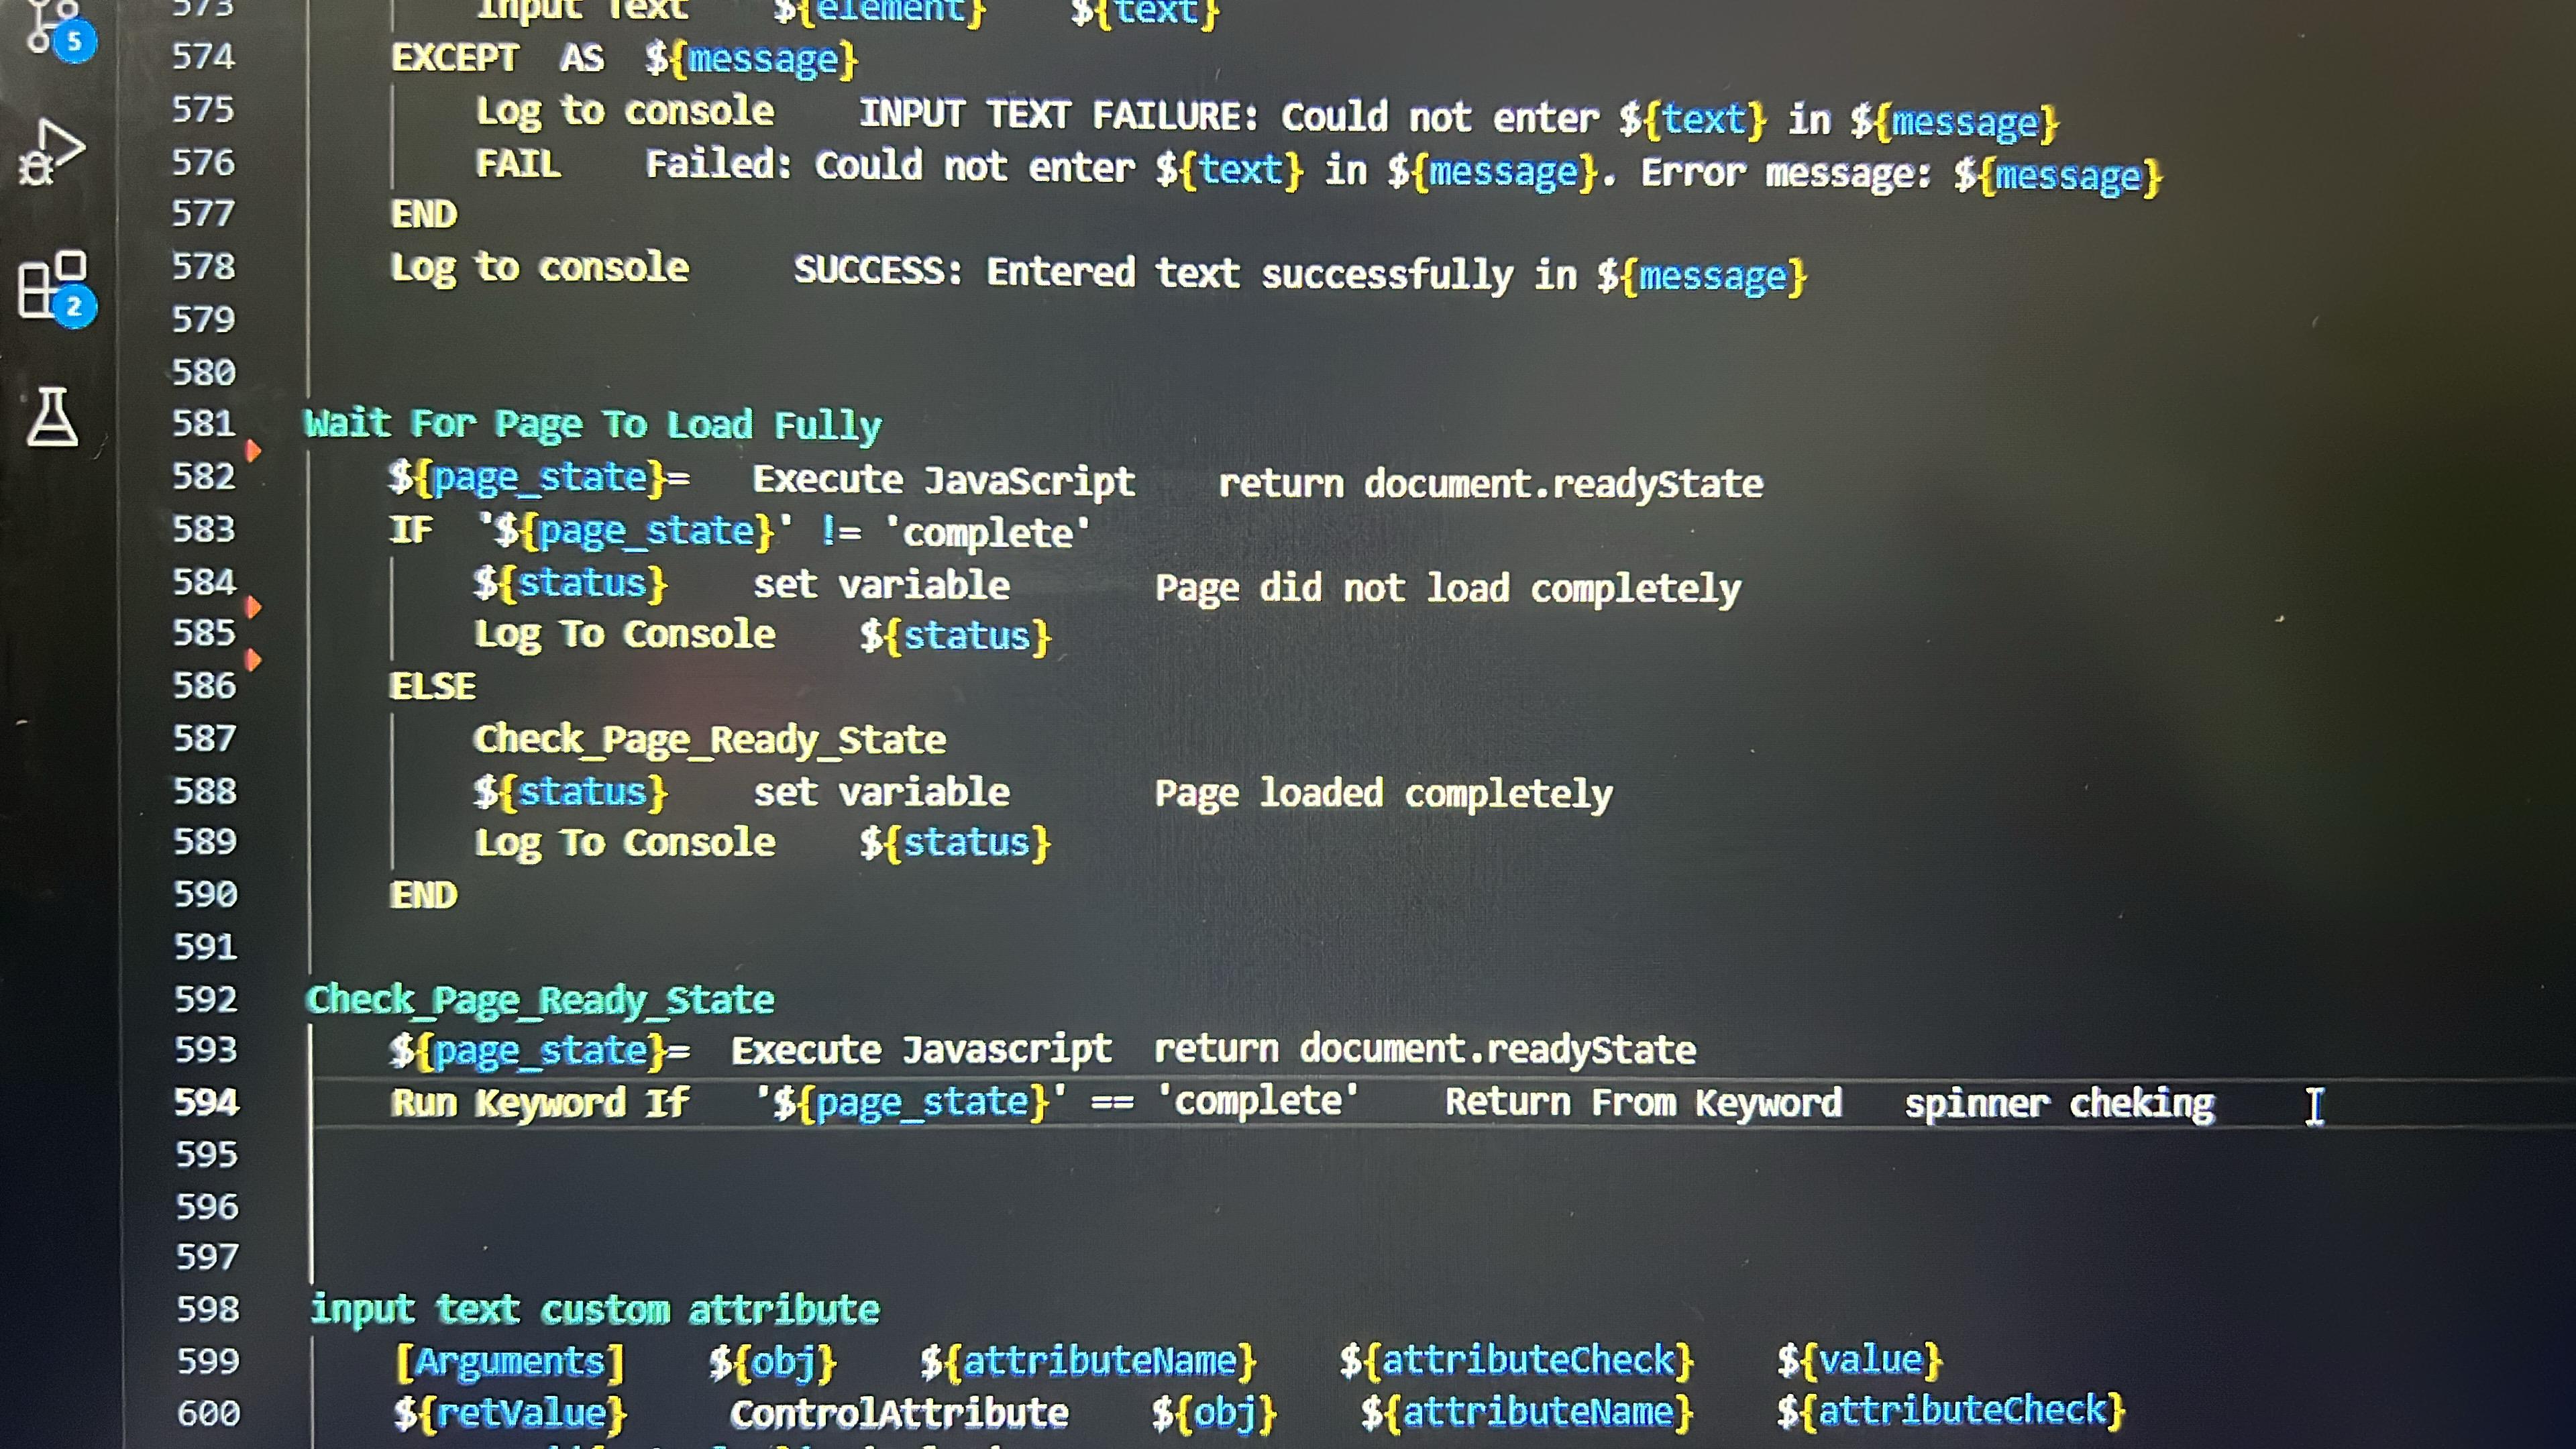 5
573 Input Text ${element} ${text}
574 EXCEPT AS ${message}
575 Log to console INPUT TEXT FAILURE: Could not enter ${text} in ${message}
576 FAIL Failed: Could not enter ${text} in ${message}. Error message: ${message}
577 END
578 Log to console SUCCESS: Entered text successfully in ${message}
2
579
580
581 Wait For Page To Load Fully
582 ${page_state}= Execute JavaScript return document.readyState
583 IF '${page_state}' != 'complete'
584 ${status} set variable Page did not load completely
585 Log To Console ${status}
586 ELSE
587 Check_Page_Ready_State
588 ${status} set variable Page loaded completely
589 Log To Console ${status}
590 END
591
592 Check_Page_Ready_State
593 ${page_state}= Execute Javascript return document.readyState
594 Run Keyword If '${page_state}' == 'complete' Return From Keyword spinner cheking
595
596
597
598 input text custom attribute
599 [Arguments] ${obj} ${attributeName} ${attributeCheck} ${value}
600 ${retValue} ControlAttribute ${obj} ${attributeName} ${attributeCheck}